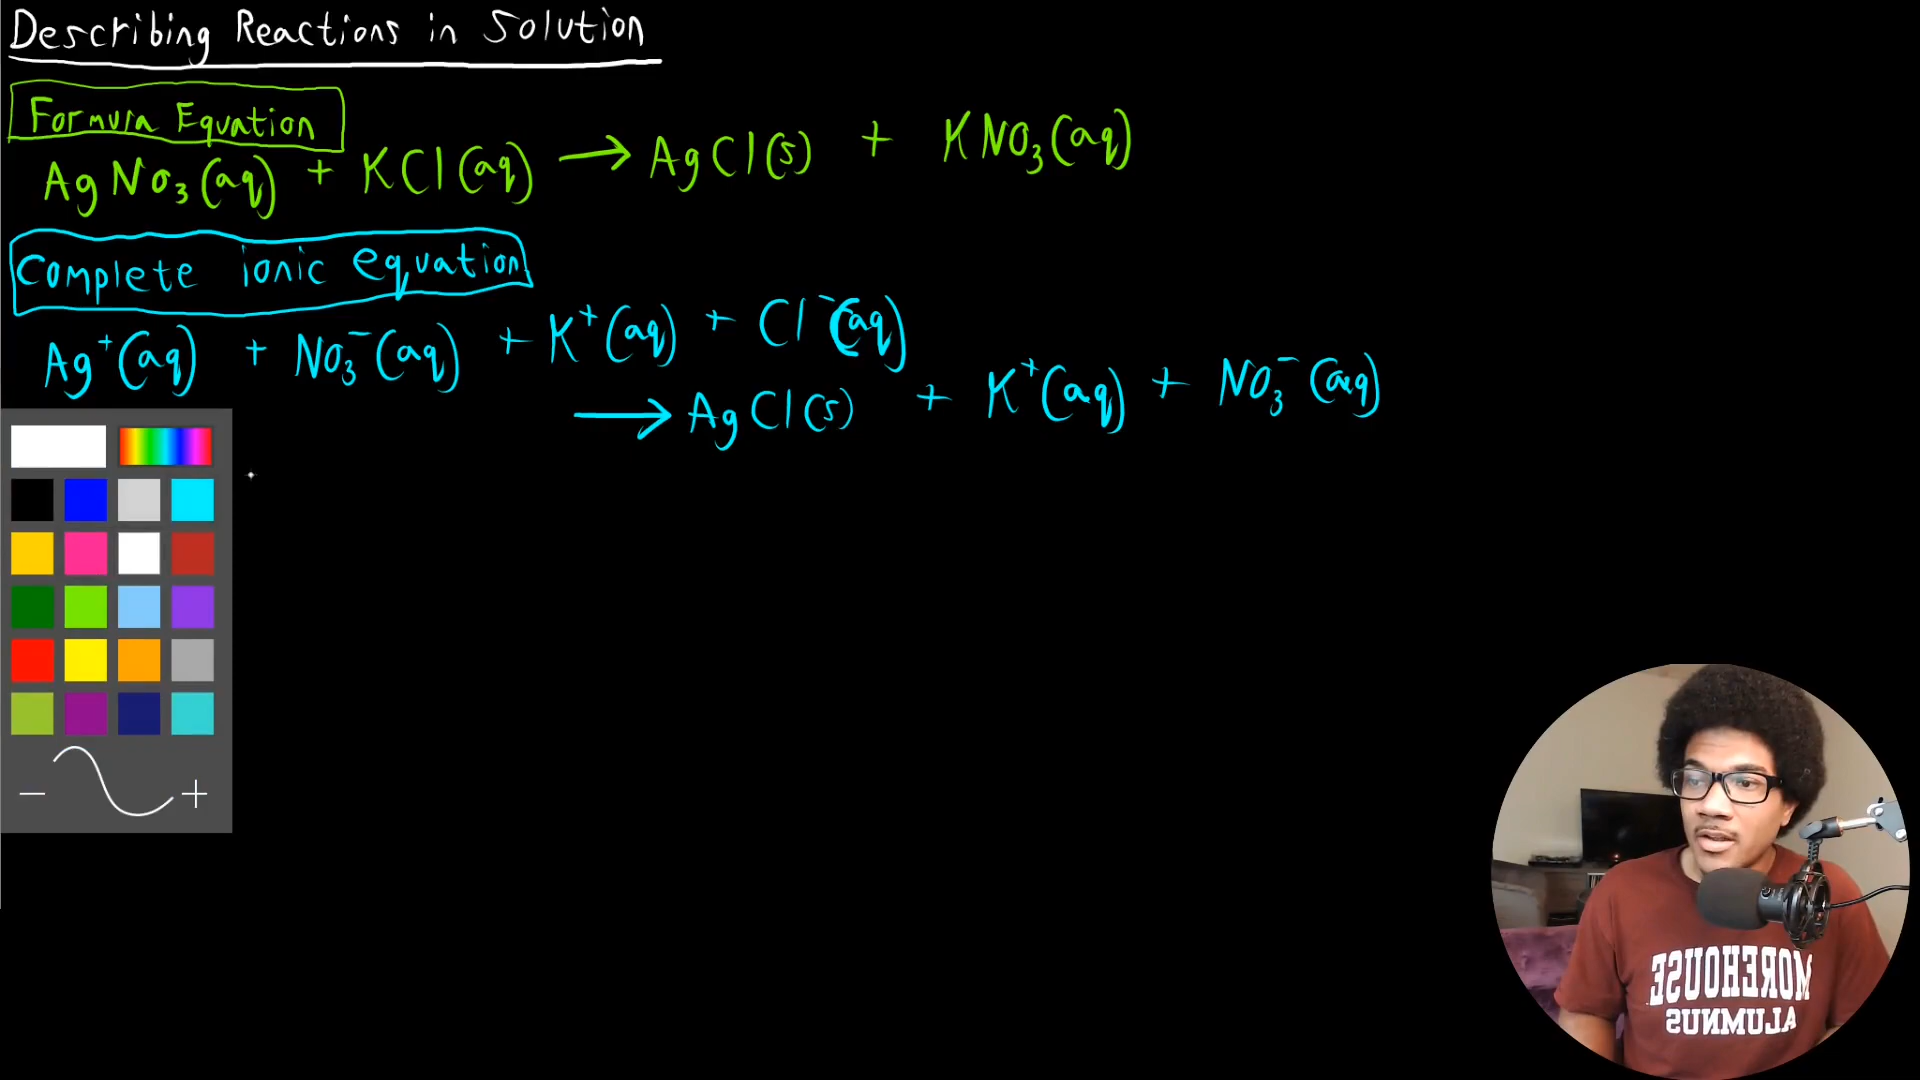 Describing Reactions in Solution
Formula Equation
AgNO₃(aq) + KCl(aq) → AgCl(s) + KNO₃(aq)
Complete ionic equation
Ag⁺(aq) + NO₃⁻(aq) + K⁺(aq) + Cl⁻(aq)
→ AgCl(s) + K⁺(aq) + NO₃⁻(aq)
MOREHOUSE
ALUMNUS